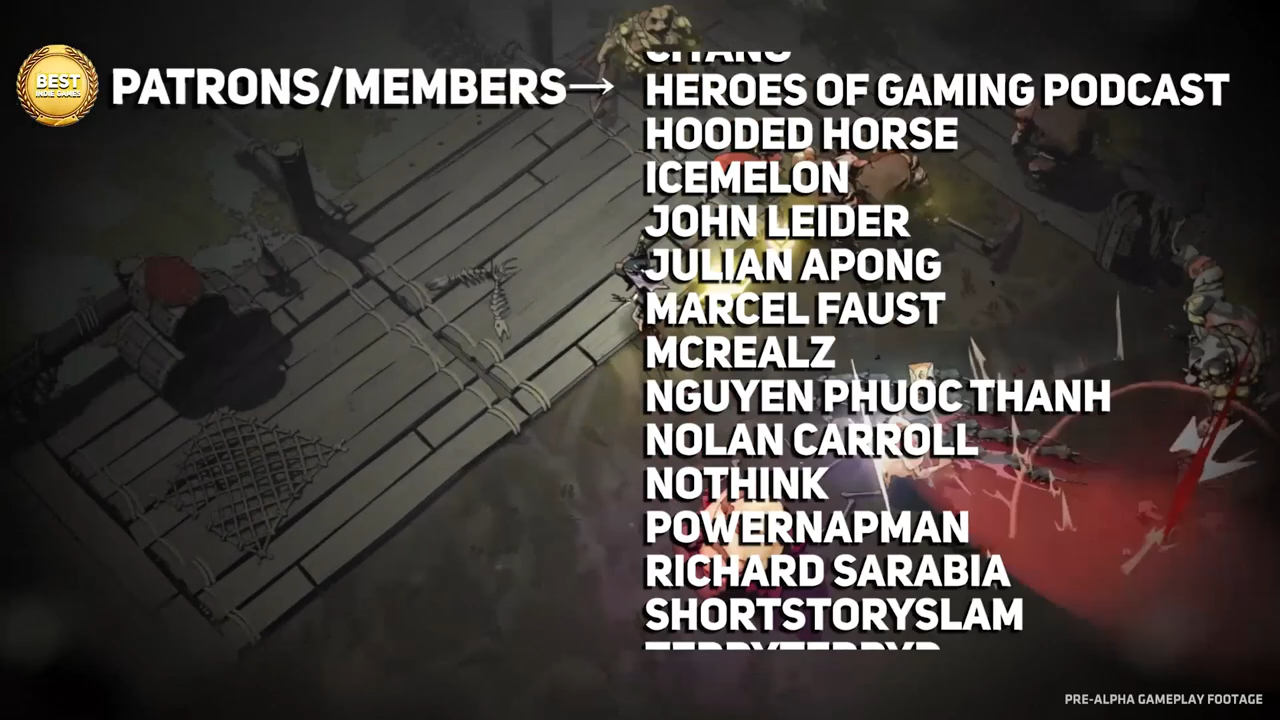 BEST
INDIE GAMES
PATRONS/MEMBERS→
HEROES OF GAMING PODCAST
HOODED HORSE
ICEMELON
JOHN LEIDER
JULIAN APONG
MARCEL FAUST
MCREALZ
NGUYEN PHUOC THANH
NOLAN CARROLL
NOTHINK
POWERNAPMAN
RICHARD SARABIA
SHORTSTORYSLAM
PRE-ALPHA GAMEPLAY FOOTAGE